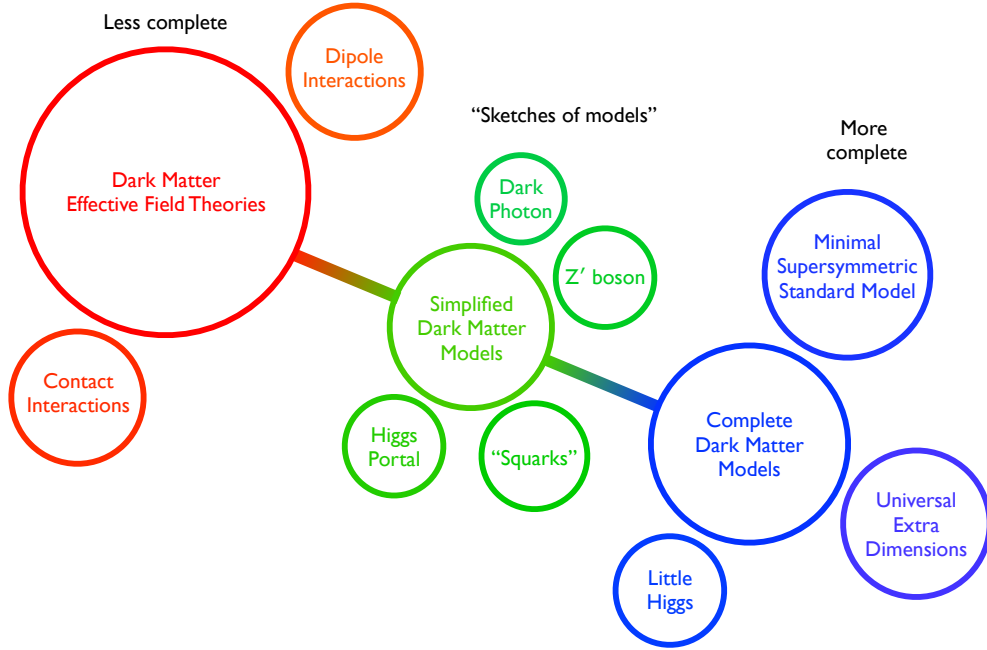 Less complete
Dipole
Interactions
Dark Matter
Effective Field Theories
Contact
Interactions
“Sketches of models”
Dark
Photon
Z′ boson
Simplified
Dark Matter
Models
Higgs
Portal
“Squarks”
More
complete
Minimal
Supersymmetric
Standard Model
Complete
Dark Matter
Models
Universal
Extra
Dimensions
Little
Higgs